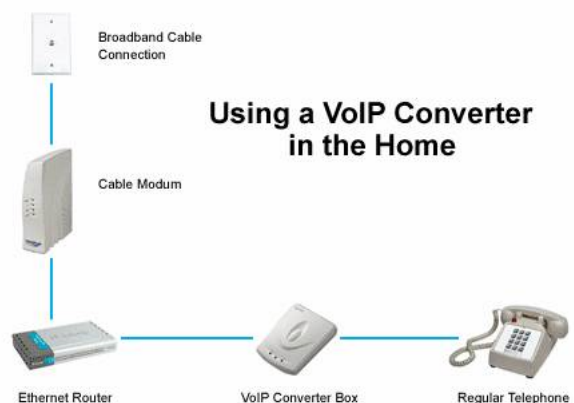 Broadband Cable
Connection
Using a VoIP Converter
in the Home
Cable Modum
Ethernet Router
VoIP Converter Box
Regular Telephone